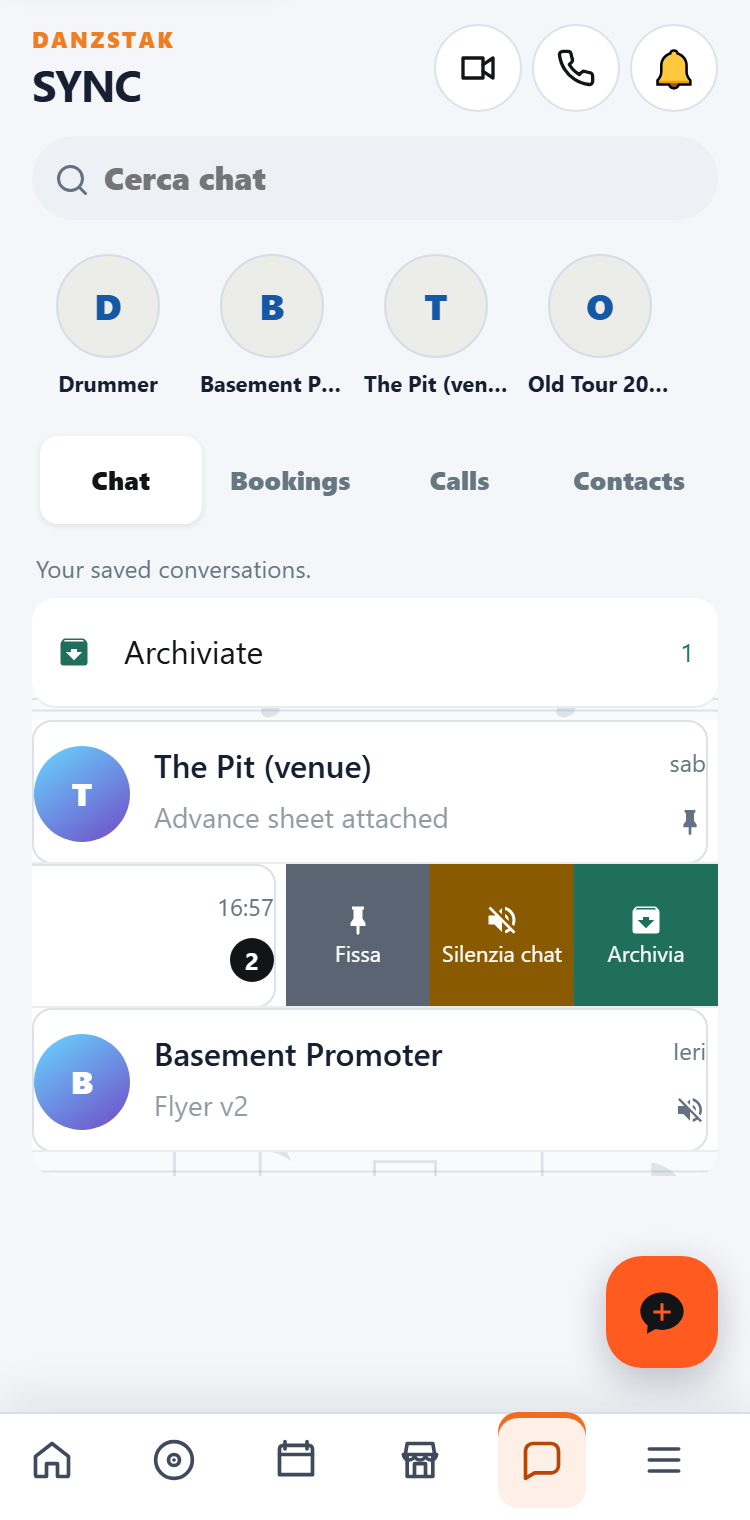 DANZSTAK
SYNC
Cerca chat
D
B
T
O
Drummer
Basement P...
The Pit (ven...
Old Tour 20...
Chat
Bookings
Calls
Contacts
Your saved conversations.
Archiviate
1
T
The Pit (venue)
sab
Advance sheet attached
16:57
2
Fissa
Silenzia chat
Archivia
B
Basement Promoter
Ieri
Flyer v2